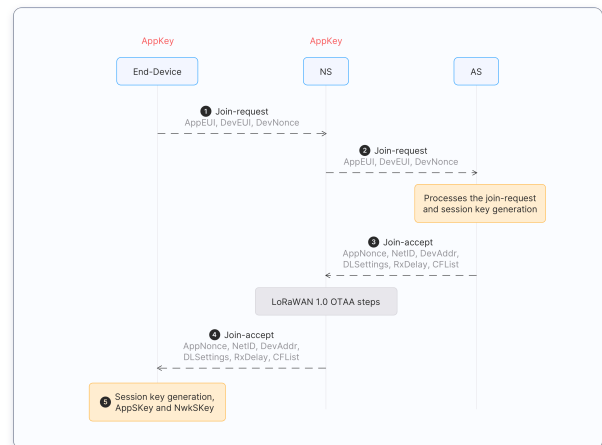 AppKey
AppKey
End-Device
NS
AS
1 Join-request
AppEUI, DevEUI, DevNonce
2 Join-request
AppEUI, DevEUI, DevNonce
Processes the join-request
and session key generation
3 Join-accept
AppNonce, NetID, DevAddr,
DLSettings, RxDelay, CFList
LoRaWAN 1.0 OTAA steps
4 Join-accept
AppNonce, NetID, DevAddr,
DLSettings, RxDelay, CFList
5 Session key generation,
AppSKey and NwkSKey